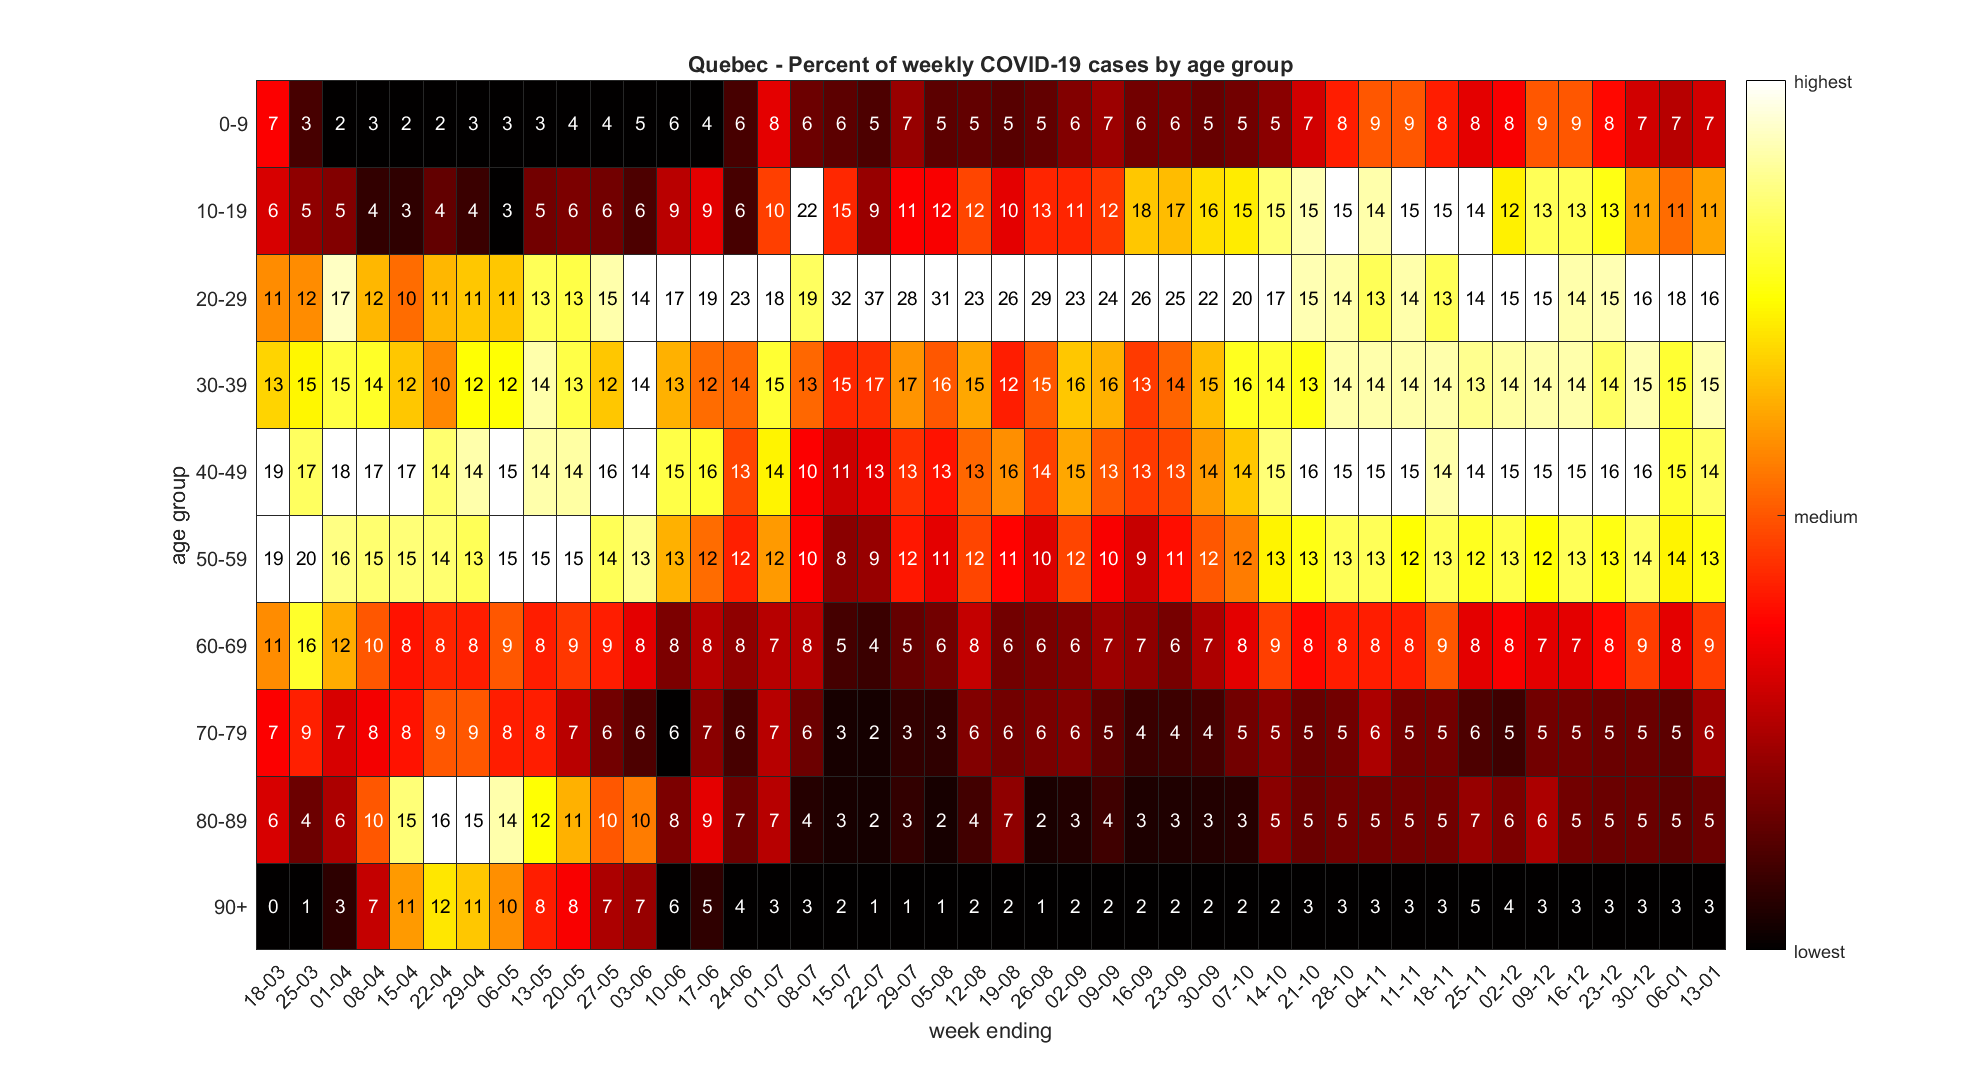 Quebec - Percent of weekly COVID-19 cases by age group
highest
0-9 7 3 2 3 2 2 3 3 3 4 4 5 6 4 6 8 6 6 5 7 5 5 5 5 6 7 6 6 5 5 5 7 8 9 9 8 8 8 9 9 8 7 7 7
10-19 6 5 5 4 3 4 4 3 5 6 6 6 9 9 6 10 22 15 9 11 12 12 10 13 11 12 18 17 16 15 15 15 15 14 15 15 14 12 13 13 13 11 11 11
20-29 11 12 17 12 10 11 11 11 13 13 15 14 17 19 23 18 19 32 37 28 31 23 26 29 23 24 26 25 22 20 17 15 14 13 14 13 14 15 15 14 15 16 18 16
30-39 13 15 15 14 12 10 12 12 14 13 12 14 13 12 14 15 13 15 17 17 16 15 12 15 16 16 13 14 15 16 14 13 14 14 14 14 13 14 14 14 14 15 15 15
40-49 19 17 18 17 17 14 14 15 14 14 16 14 15 16 13 14 10 11 13 13 13 13 16 14 15 13 13 13 14 14 15 16 15 15 15 14 14 15 15 15 16 16 15 14
age group
50-59 19 20 16 15 15 14 13 15 15 15 14 13 13 12 12 12 10 8 9 12 11 12 11 10 12 10 9 11 12 12 13 13 13 13 12 13 12 13 12 13 13 14 14 13
medium
60-69 11 16 12 10 8 8 8 9 8 9 9 8 8 8 8 7 8 5 4 5 6 8 6 6 6 7 7 6 7 8 9 8 8 8 8 9 8 8 7 7 8 9 8 9
70-79 7 9 7 8 8 9 9 8 8 7 6 6 6 7 6 7 6 3 2 3 3 6 6 6 6 5 4 4 4 5 5 5 5 6 5 5 6 5 5 5 5 5 5 6
80-89 6 4 6 10 15 16 15 14 12 11 10 10 8 9 7 7 4 3 2 3 2 4 7 2 3 4 3 3 3 3 5 5 5 5 5 5 7 6 6 5 5 5 5 5
90+ 0 1 3 7 11 12 11 10 8 8 7 7 6 5 4 3 3 2 1 1 1 2 2 1 2 2 2 2 2 2 2 3 3 3 3 3 5 4 3 3 3 3 3 3
lowest
18-03 25-03 01-04 08-04 15-04 22-04 29-04 06-05 13-05 20-05 27-05 03-06 10-06 17-06 24-06 01-07 08-07 15-07 22-07 29-07 05-08 12-08 19-08 26-08 02-09 09-09 16-09 23-09 30-09 07-10 14-10 21-10 28-10 04-11 11-11 18-11 25-11 02-12 09-12 16-12 23-12 30-12 06-01 13-01
week ending